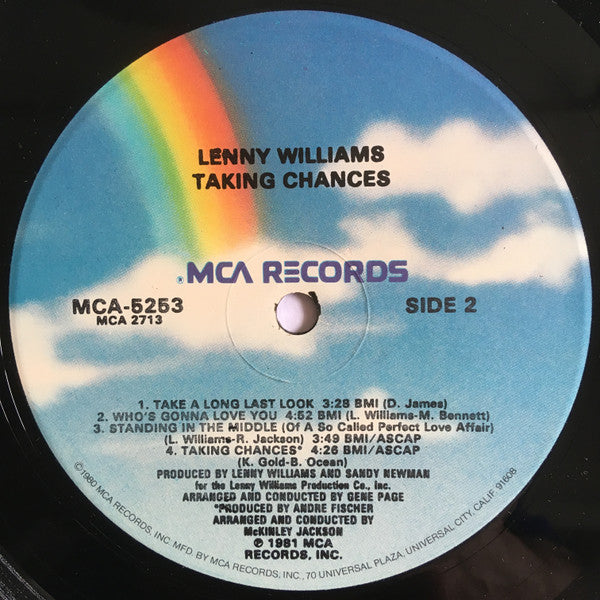 LENNY WILLIAMS
TAKING CHANCES
®MCA RECORDS
MCA-5253
MCA 2713
SIDE 2
1. TAKE A LONG LAST LOOK 3:28 BMI (D. James)
2. WHO'S GONNA LOVE YOU 4:52 BMI (L. Williams-M. Bennett)
3. STANDING IN THE MIDDLE (Of A So Called Perfect Love Affair)
(L. Williams-R. Jackson) 3:49 BMI/ASCAP
4. TAKING CHANCES* 4:26 BMI/ASCAP
(K. Gold-B. Ocean)
PRODUCED BY LENNY WILLIAMS AND SANDY NEWMAN
for the Lenny Williams Production Co., Inc.
ARRANGED AND CONDUCTED BY GENE PAGE
*PRODUCED BY ANDRE FISCHER
ARRANGED AND CONDUCTED BY
McKINLEY JACKSON
℗ 1981 MCA
RECORDS, INC.
©1980 MCA RECORDS, INC. MFD. BY MCA RECORDS, INC., 70 UNIVERSAL PLAZA, UNIVERSAL CITY, CALIF. 91608